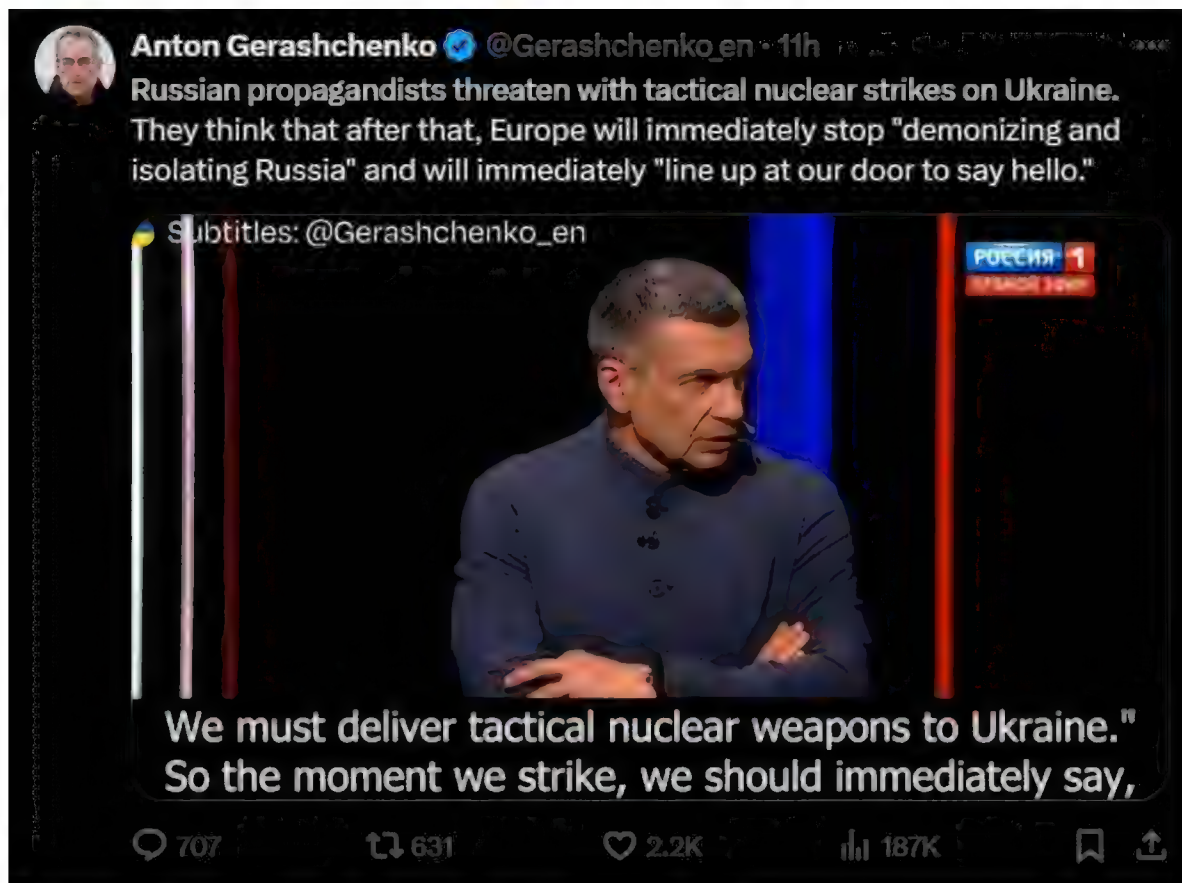 Anton Gerashchenko @Gerashchenko_en · 11h
Russian propagandists threaten with tactical nuclear strikes on Ukraine.
They think that after that, Europe will immediately stop "demonizing and
isolating Russia" and will immediately "line up at our door to say hello."
Subtitles: @Gerashchenko_en
РОССИЯ 1
We must deliver tactical nuclear weapons to Ukraine."
So the moment we strike, we should immediately say,
707 631 2.2K 187K